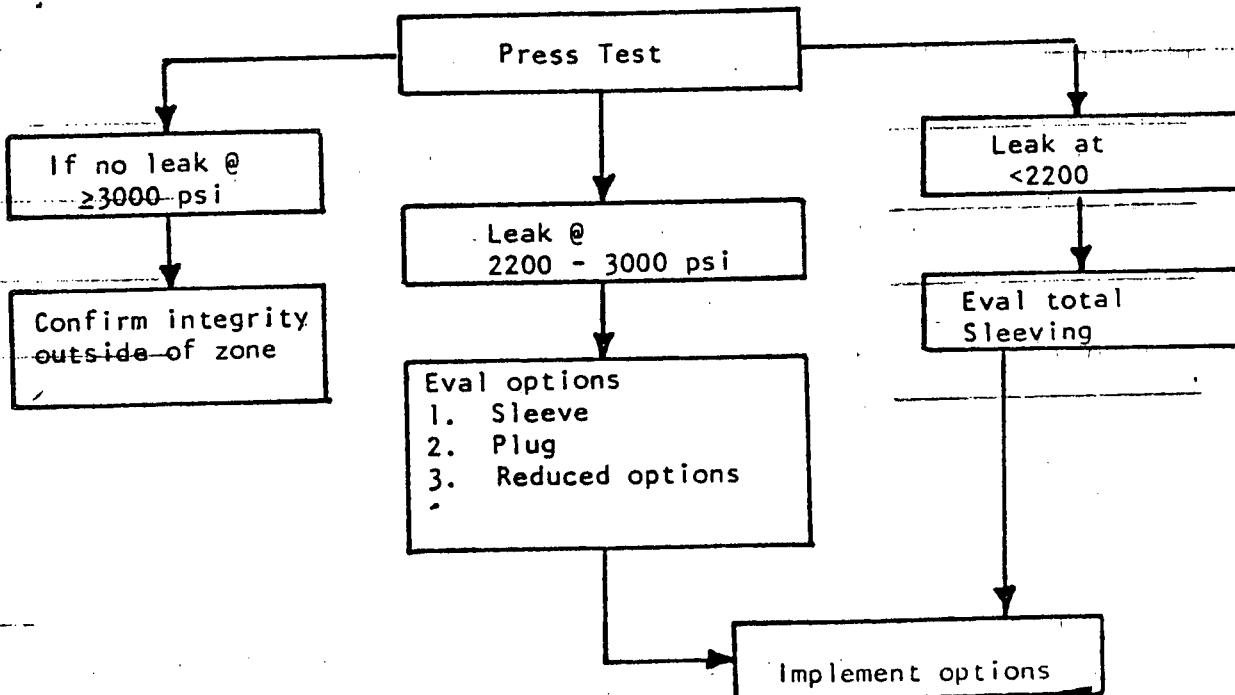 Press Test
If no leak @
≥3000 psi
Leak at
<2200
Leak @
2200 - 3000 psi
Confirm integrity
outside of zone
Eval total
Sleeving
Eval options
1. Sleeve
2. Plug
3. Reduced options
Implement options